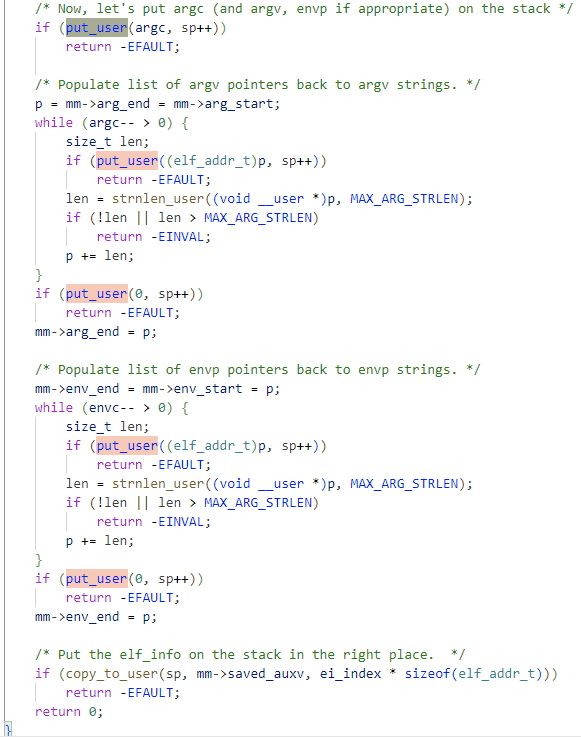 /* Now, let's put argc (and argv, envp if appropriate) on the stack */
if (put_user(argc, sp++))
return -EFAULT;
/* Populate list of argv pointers back to argv strings. */
p = mm->arg_end = mm->arg_start;
while (argc-- > 0) {
size_t len;
if (put_user((elf_addr_t)p, sp++))
return -EFAULT;
len = strnlen_user((void __user *)p, MAX_ARG_STRLEN);
if (!len || len > MAX_ARG_STRLEN)
return -EINVAL;
p += len;
}
if (put_user(0, sp++))
return -EFAULT;
mm->arg_end = p;
/* Populate list of envp pointers back to envp strings. */
mm->env_end = mm->env_start = p;
while (envc-- > 0) {
size_t len;
if (put_user((elf_addr_t)p, sp++))
return -EFAULT;
len = strnlen_user((void __user *)p, MAX_ARG_STRLEN);
if (!len || len > MAX_ARG_STRLEN)
return -EINVAL;
p += len;
}
if (put_user(0, sp++))
return -EFAULT;
mm->env_end = p;
/* Put the elf_info on the stack in the right place.  */
if (copy_to_user(sp, mm->saved_auxv, ei_index * sizeof(elf_addr_t)))
return -EFAULT;
return 0;
}